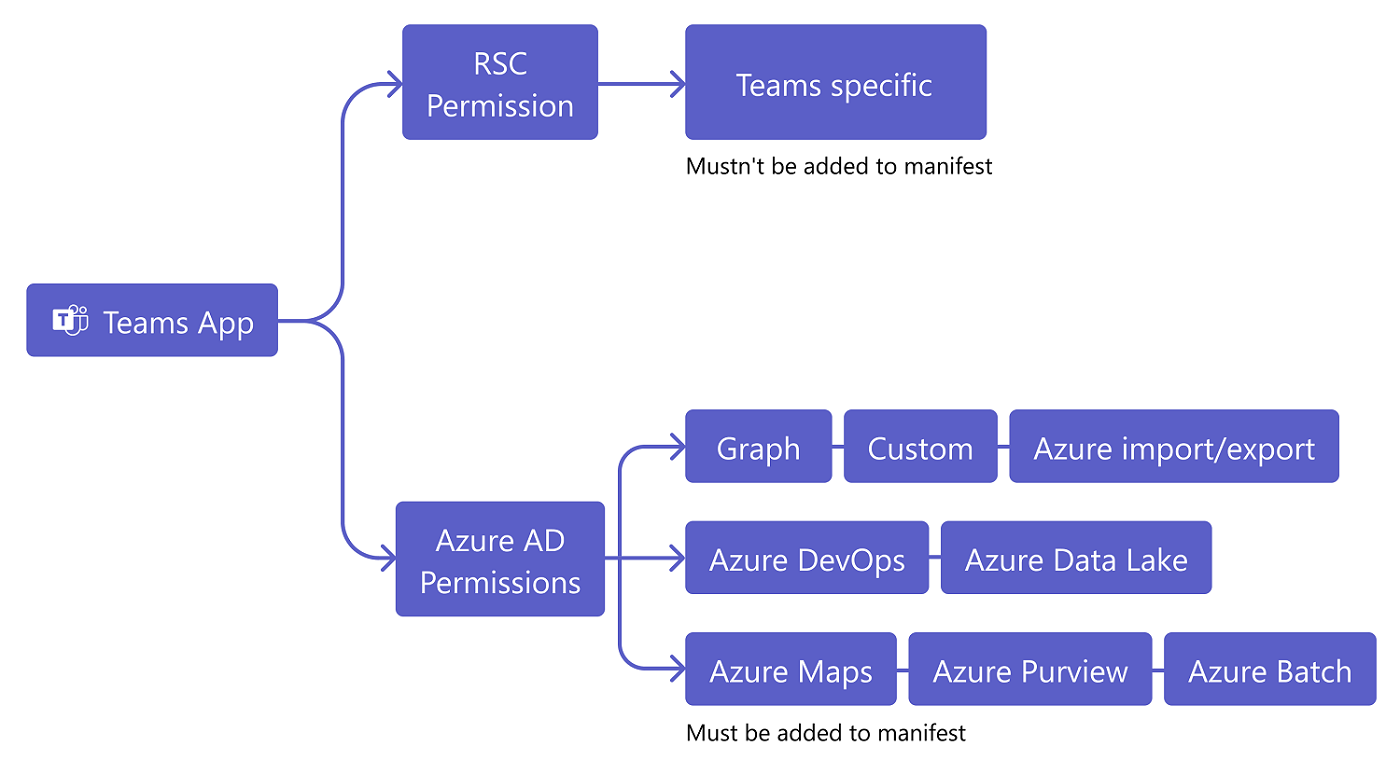 RSC
Permission
Teams specific
Mustn't be added to manifest
Teams App
Graph
Custom
Azure import/export
Azure AD
Permissions
Azure DevOps
Azure Data Lake
Azure Maps
Azure Purview
Azure Batch
Must be added to manifest